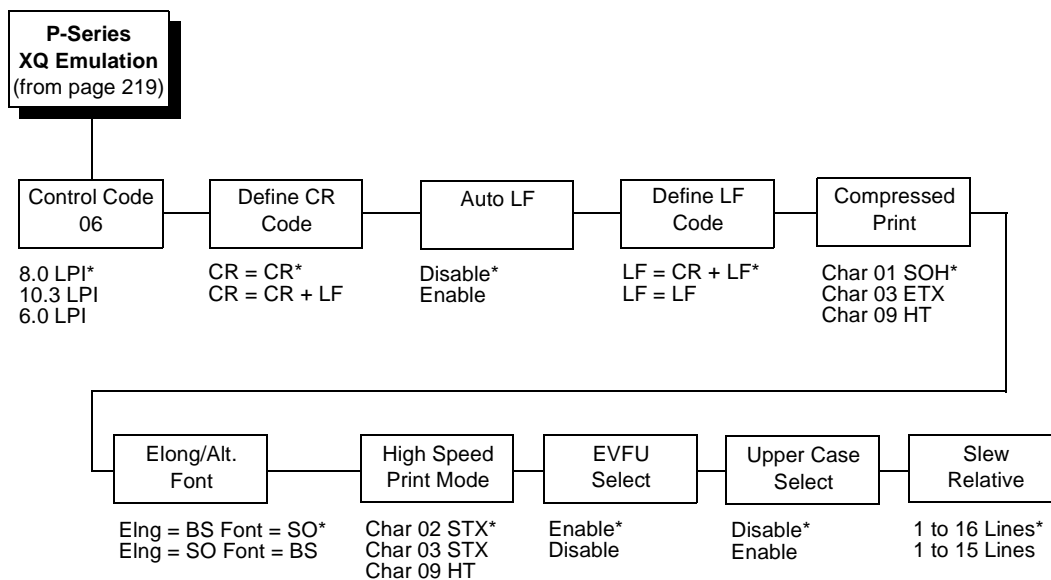 P-Series
XQ Emulation
(from page 219)
Control Code
06
8.0 LPI*
10.3 LPI
6.0 LPI
Define CR
Code
CR = CR*
CR = CR + LF
Auto LF
Disable*
Enable
Define LF
Code
LF = CR + LF*
LF = LF
Compressed
Print
Char 01 SOH*
Char 03 ETX
Char 09 HT
Elong/Alt.
Font
Elng = BS Font = SO*
Elng = SO Font = BS
High Speed
Print Mode
Char 02 STX*
Char 03 STX
Char 09 HT
EVFU
Select
Enable*
Disable
Upper Case
Select
Disable*
Enable
Slew
Relative
1 to 16 Lines*
1 to 15 Lines